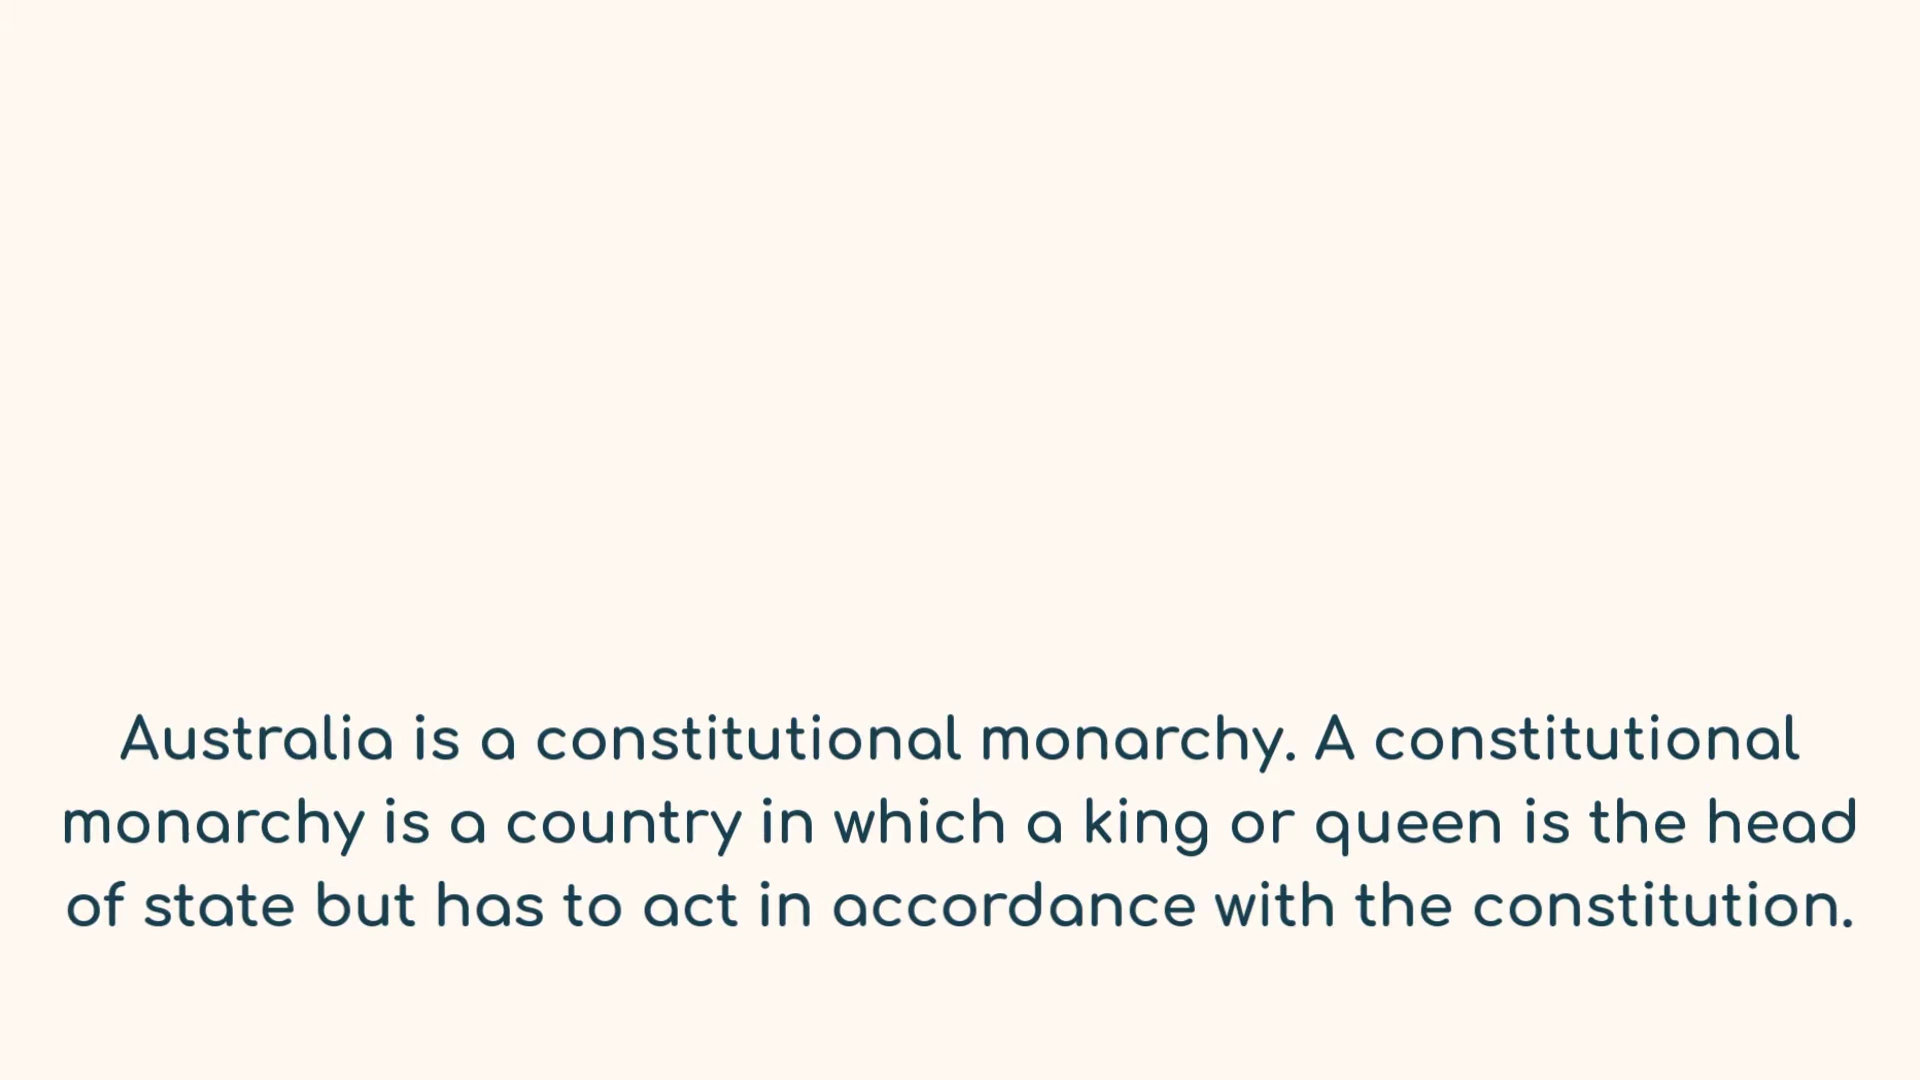 Australia is a constitutional monarchy. A constitutional
monarchy is a country in which a king or queen is the head
of state but has to act in accordance with the constitution.